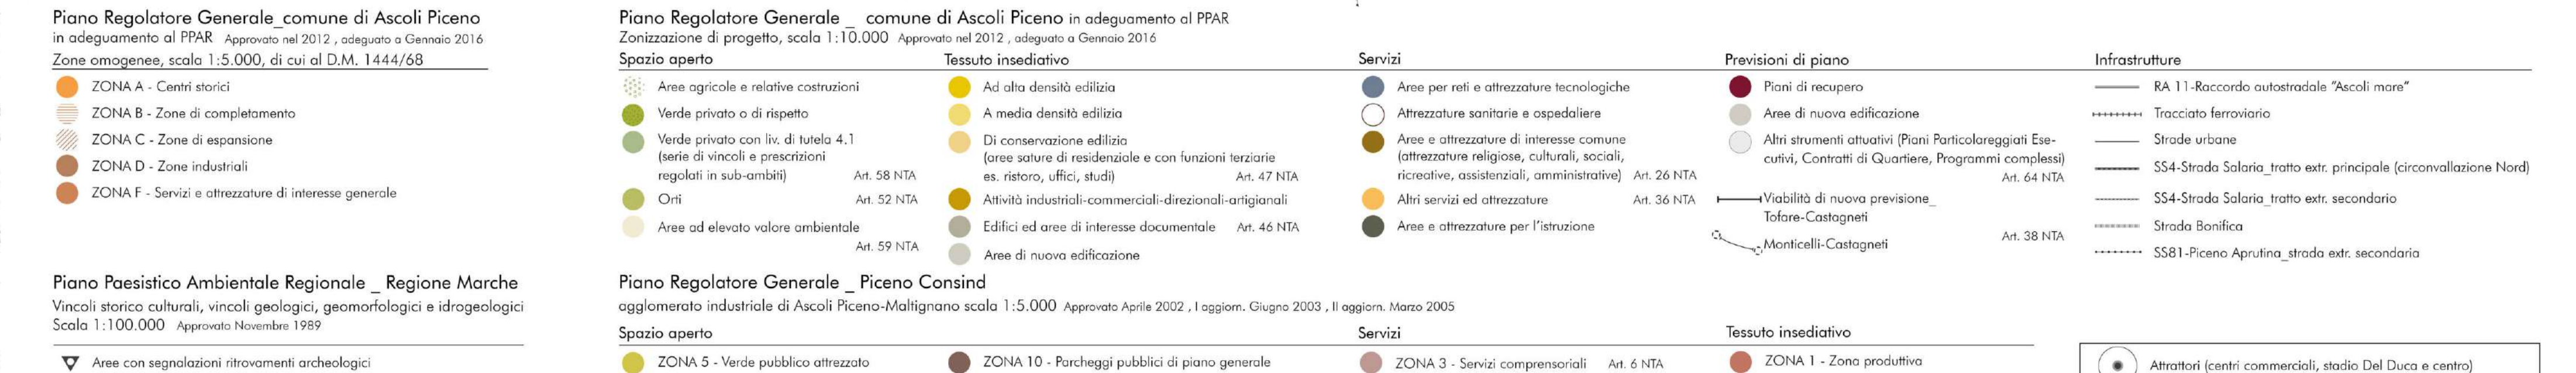 Piano Regolatore Generale_comune di Ascoli Piceno
in adeguamento al PPAR Approvato nel 2012 , adeguato a Gennaio 2016
Zone omogenee, scala 1:5.000, di cui al D.M. 1444/68
ZONA A - Centri storici
ZONA B - Zone di completamento
ZONA C - Zone di espansione
ZONA D - Zone industriali
ZONA F - Servizi e attrezzature di interesse generale
Piano Paesistico Ambientale Regionale _ Regione Marche
Vincoli storico culturali, vincoli geologici, geomorfologici e idrogeologici
Scala 1:100.000 Approvato Novembre 1989
Aree con segnalazioni ritrovamenti archeologici
Piano Regolatore Generale _ comune di Ascoli Piceno in adeguamento al PPAR
Zonizzazione di progetto, scala 1:10.000 Approvato nel 2012 , adeguato a Gennaio 2016
Spazio aperto
Aree agricole e relative costruzioni
Verde privato o di rispetto
Verde privato con liv. di tutela 4.1
(serie di vincoli e prescrizioni
regolati in sub-ambiti) Art. 58 NTA
Orti Art. 52 NTA
Aree ad elevato valore ambientale
Art. 59 NTA
Tessuto insediativo
Ad alta densità edilizia
A media densità edilizia
Di conservazione edilizia
(aree sature di residenziale e con funzioni terziarie
es. ristoro, uffici, studi) Art. 47 NTA
Attività industriali-commerciali-direzionali-artigianali
Edifici ed aree di interesse documentale Art. 46 NTA
Aree di nuova edificazione
Servizi
Aree per reti e attrezzature tecnologiche
Attrezzature sanitarie e ospedaliere
Aree e attrezzature di interesse comune
(attrezzature religiose, culturali, sociali,
ricreative, assistenziali, amministrative) Art. 26 NTA
Altri servizi ed attrezzature Art. 36 NTA
Aree e attrezzature per l'istruzione
Previsioni di piano
Piani di recupero
Aree di nuova edificazione
Altri strumenti attuativi (Piani Particolareggiati Ese-
cutivi, Contratti di Quartiere, Programmi complessi)
Art. 64 NTA
Viabilità di nuova previsione_
Tofare-Castagneti
Monticelli-Castagneti Art. 38 NTA
Infrastrutture
RA 11-Raccordo autostradale "Ascoli mare"
Tracciato ferroviario
Strade urbane
SS4-Strada Salaria_tratto extr. principale (circonvallazione Nord)
SS4-Strada Salaria_tratto extr. secondario
Strada Bonifica
SS81-Piceno Aprutina_strada extr. secondaria
Piano Regolatore Generale _ Piceno Consind
agglomerato industriale di Ascoli Piceno-Maltignano scala 1:5.000 Approvato Aprile 2002 , I aggiorn. Giugno 2003 , II aggiorn. Marzo 2005
Spazio aperto
ZONA 5 - Verde pubblico attrezzato
ZONA 10 - Parcheggi pubblici di piano generale
Servizi
ZONA 3 - Servizi comprensoriali Art. 6 NTA
Tessuto insediativo
ZONA 1 - Zona produttiva
Attrattori (centri commerciali, stadio Del Duca e centro)